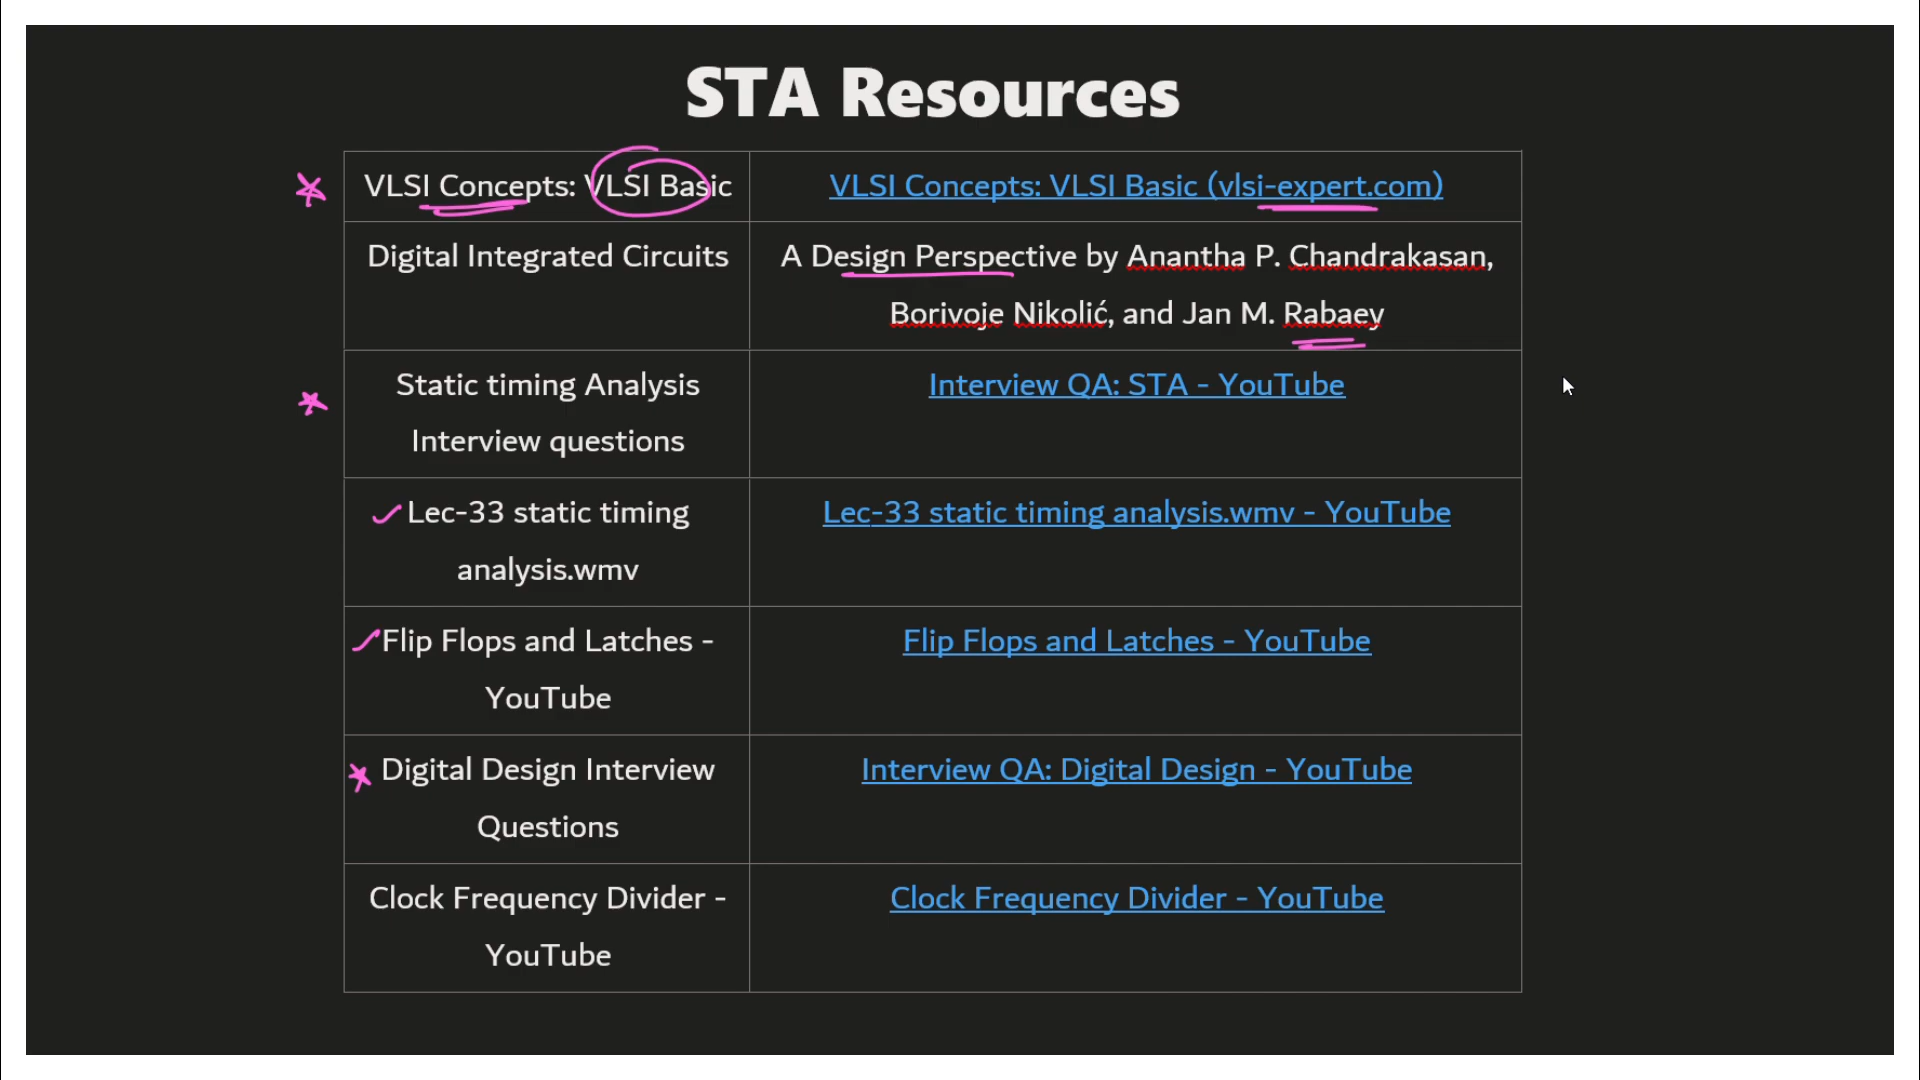 STA Resources
VLSI Concepts: VLSI Basic
VLSI Concepts: VLSI Basic (vlsi-expert.com)
Digital Integrated Circuits
A Design Perspective by Anantha P. Chandrakasan,
Borivoje Nikolić, and Jan M. Rabaey
Static timing Analysis
Interview questions
Interview QA: STA - YouTube
Lec-33 static timing
analysis.wmv
Lec-33 static timing analysis.wmv - YouTube
Flip Flops and Latches -
YouTube
Flip Flops and Latches - YouTube
Digital Design Interview
Questions
Interview QA: Digital Design - YouTube
Clock Frequency Divider -
YouTube
Clock Frequency Divider - YouTube